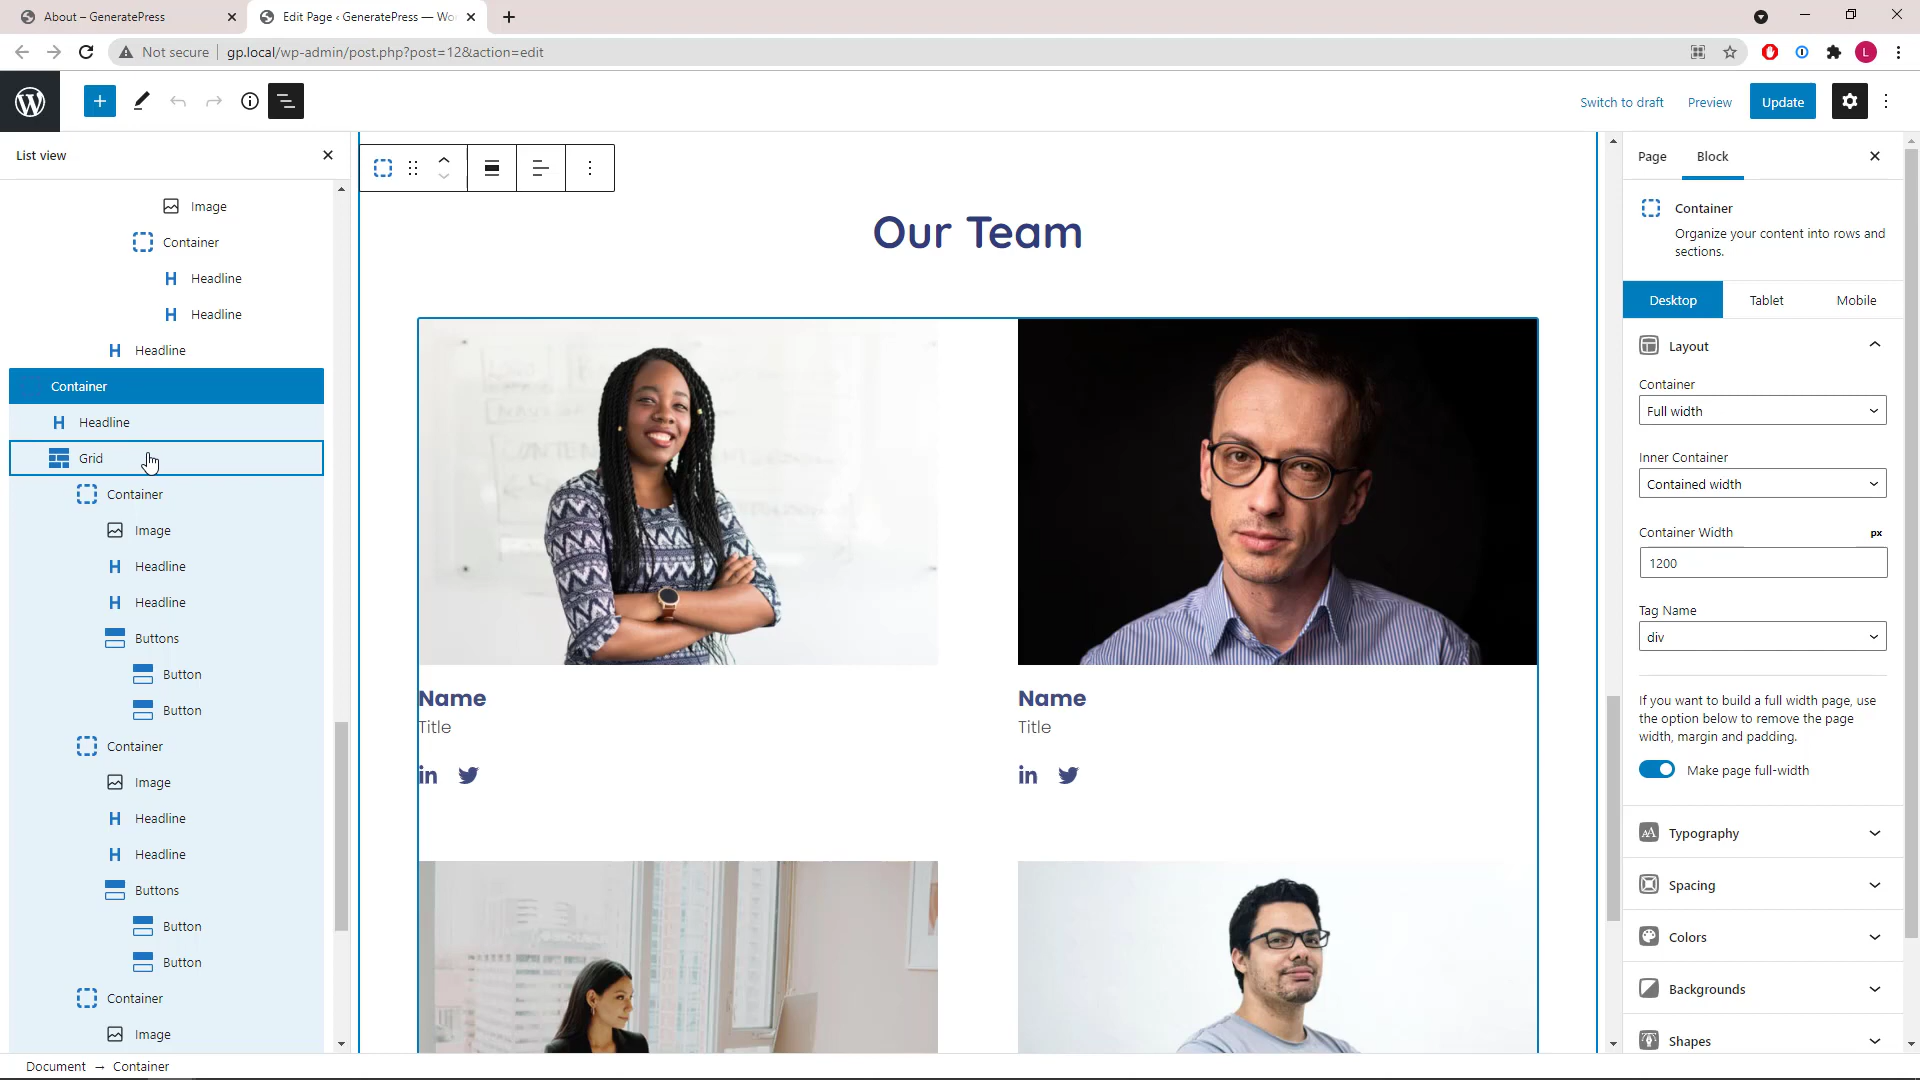 About – GeneratePress
Edit Page ‹ GeneratePress — Wo
Not secure
gp.local/wp-admin/post.php?post=12&action=edit
L
Switch to draft
Preview
Update
List view
Image
Container
Headline
Headline
Headline
Container
Headline
Grid
Container
Image
Headline
Headline
Buttons
Button
Button
Container
Image
Headline
Headline
Buttons
Button
Button
Container
Image
Document → Container
Our Team
Name
Title
Name
Title
Page
Block
Container
Organize your content into rows and
sections.
Desktop
Tablet
Mobile
Layout
Container
Full width
Inner Container
Contained width
Container Width
px
1200
Tag Name
div
If you want to build a full width page, use
the option below to remove the page
width, margin and padding.
Make page full-width
Typography
Spacing
Colors
Backgrounds
Shapes